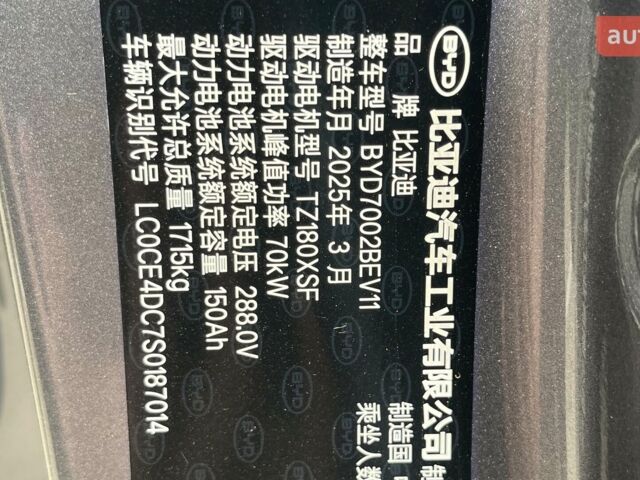 BYD 比亚迪汽车工业有限公司 制
品 牌 比亚迪
制造国
整车型号 BYD7002BEV11
乘坐人数
制造年月 2025年 3 月
驱动电机型号 TZ180XSF
驱动电机峰值功率 70kW
动力电池系统额定电压 288.0V
动力电池系统额定容量 150Ah
最大允许总质量 1715kg
车辆识别代号 LC0CE4DC7S0187014